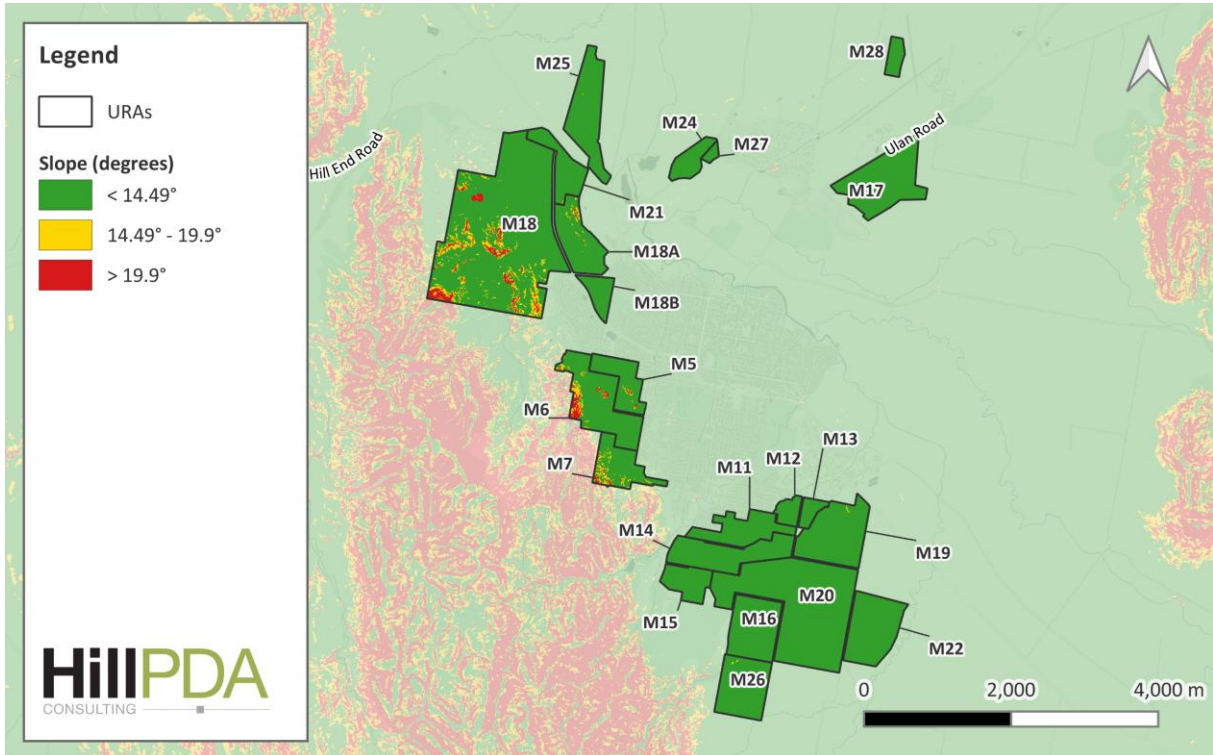 Legend
URAs
Slope (degrees)
< 14.49°
14.49° - 19.9°
> 19.9°
HillPDA
CONSULTING
Hill End Road
M25
M28
M24
M27
Ulan Road
M17
M21
M18
M18A
M18B
M5
M6
M7
M13
M12
M11
M14
M19
M20
M16
M15
M22
M26
0
2,000
4,000 m